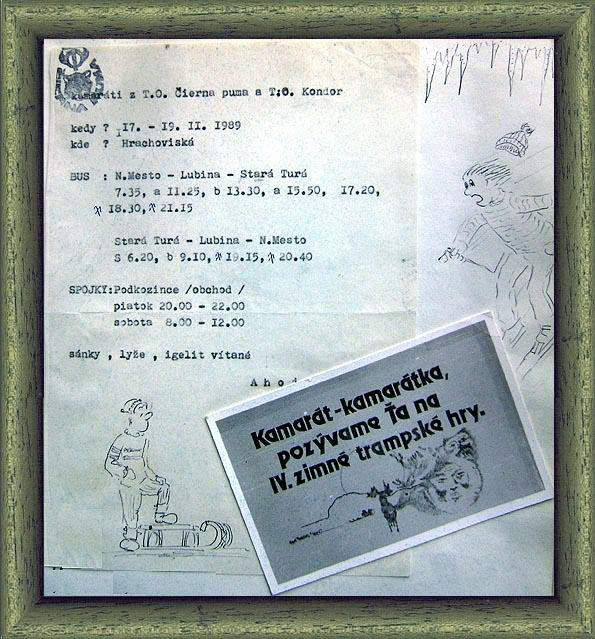 kamaráti z T.O. Čierna puma a T.O. Kondor
kedy ? 17. - 19. II. 1989
kde ? Hrachoviská
BUS : N.Mesto - Lubina - Stará Turá
7.35, a 11.25, b 13.30, a 15.50, 17.20,
18.30, 21.15
Stará Turá - Lubina - N.Mesto
S 6.20, b 9.10, 19.15, 20.40
SPOJKY:Podkozince /obchod /
piatok 20.00 - 22.00
sobota 8.00 - 12.00
sánky , lyže , igelit vítané
Kamarát-kamarátka,
pozývame Ťa na
IV. zimné trampské hry.